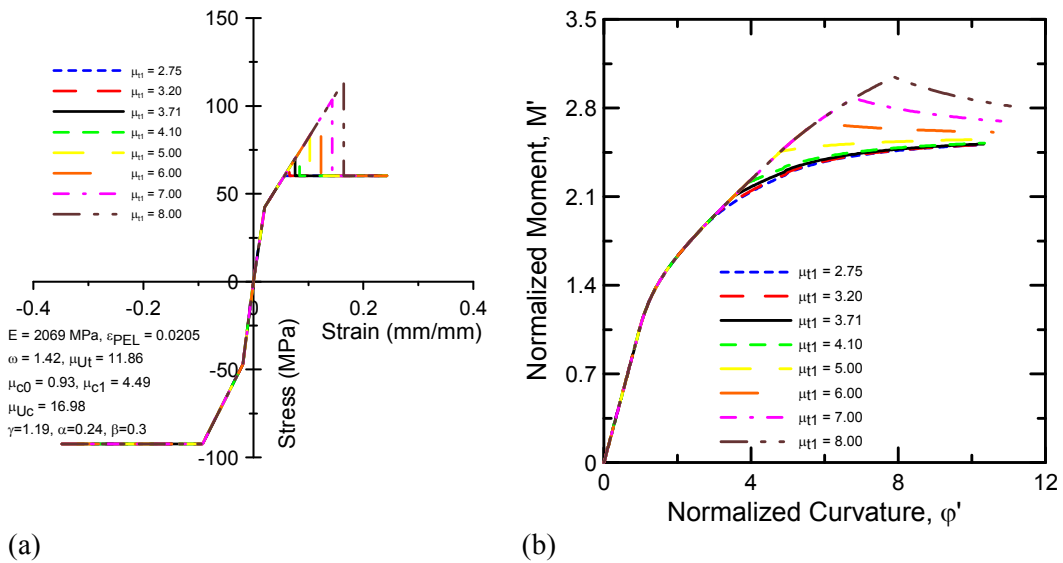 150
100
50
0
-50
-100
-0.4
-0.2
0
0.2
0.4
Stress (MPa)
Strain (mm/mm)
μt1 = 2.75
μt1 = 3.20
μt1 = 3.71
μt1 = 4.10
μt1 = 5.00
μt1 = 6.00
μt1 = 7.00
μt1 = 8.00
E = 2069 MPa, εPEL = 0.0205
ω = 1.42, μUt = 11.86
μc0 = 0.93, μc1 = 4.49
μUc = 16.98
γ=1.19, α=0.24, β=0.3
(a)
3.5
2.8
2.1
1.4
0.7
0
Normalized Moment, M'
μt1 = 2.75
μt1 = 3.20
μt1 = 3.71
μt1 = 4.10
μt1 = 5.00
μt1 = 6.00
μt1 = 7.00
μt1 = 8.00
0
4
8
12
Normalized Curvature, φ'
(b)